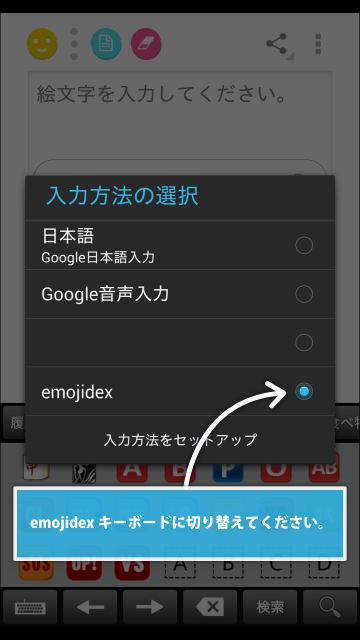 絵文字を入力してください。
入力方法の選択
日本語
Google日本語入力
Google音声入力
emojidex
入力方法をセットアップ
履
食べ物
A B P O AB
emojidex キーボードに切り替えてください。
SOS UP! VS A B C D
検索